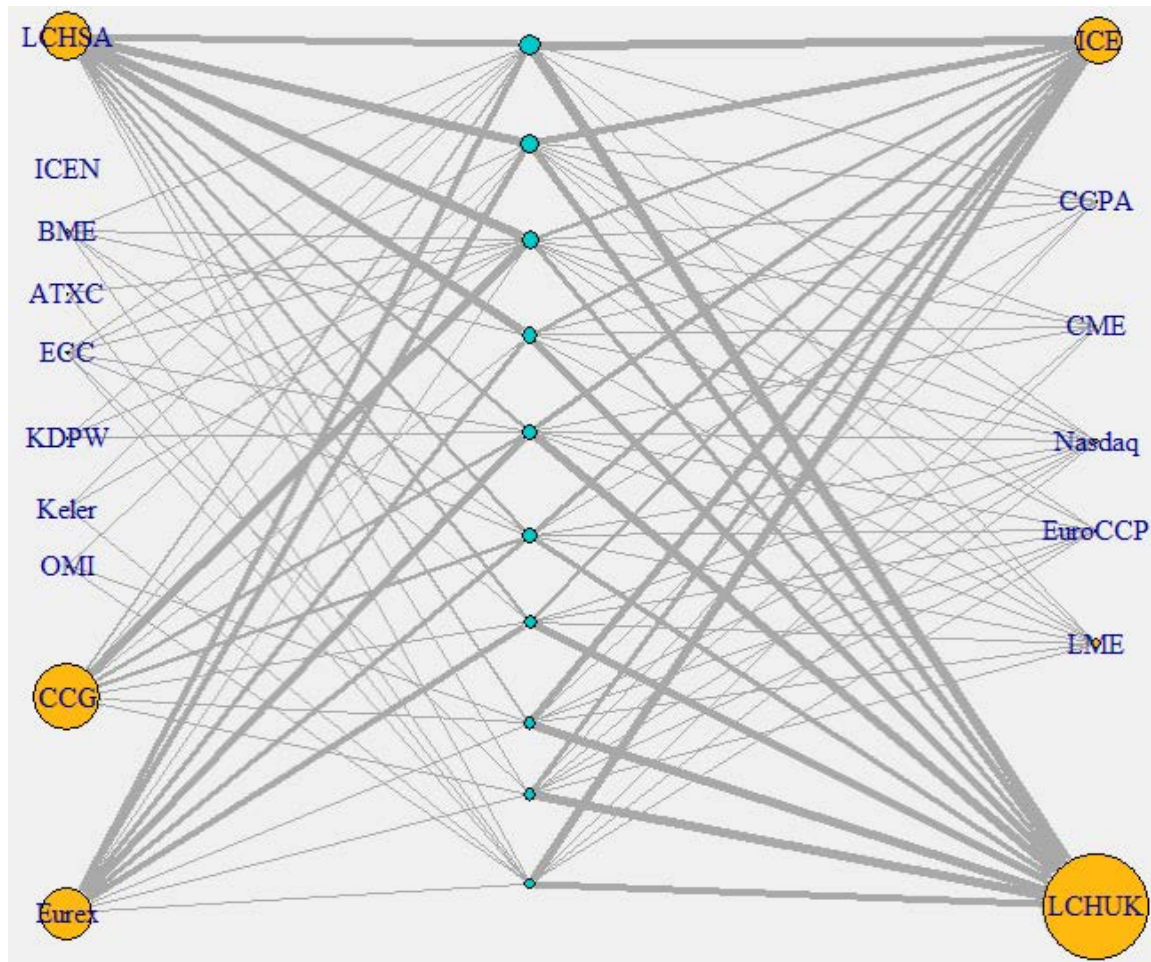 LCHSA
ICEN
BME
ATXC
ECC
KDPW
Keler
OMI
CCG
Eurex
ICE
CCPA
CME
Nasdaq
EuroCCP
LME
LCHUK